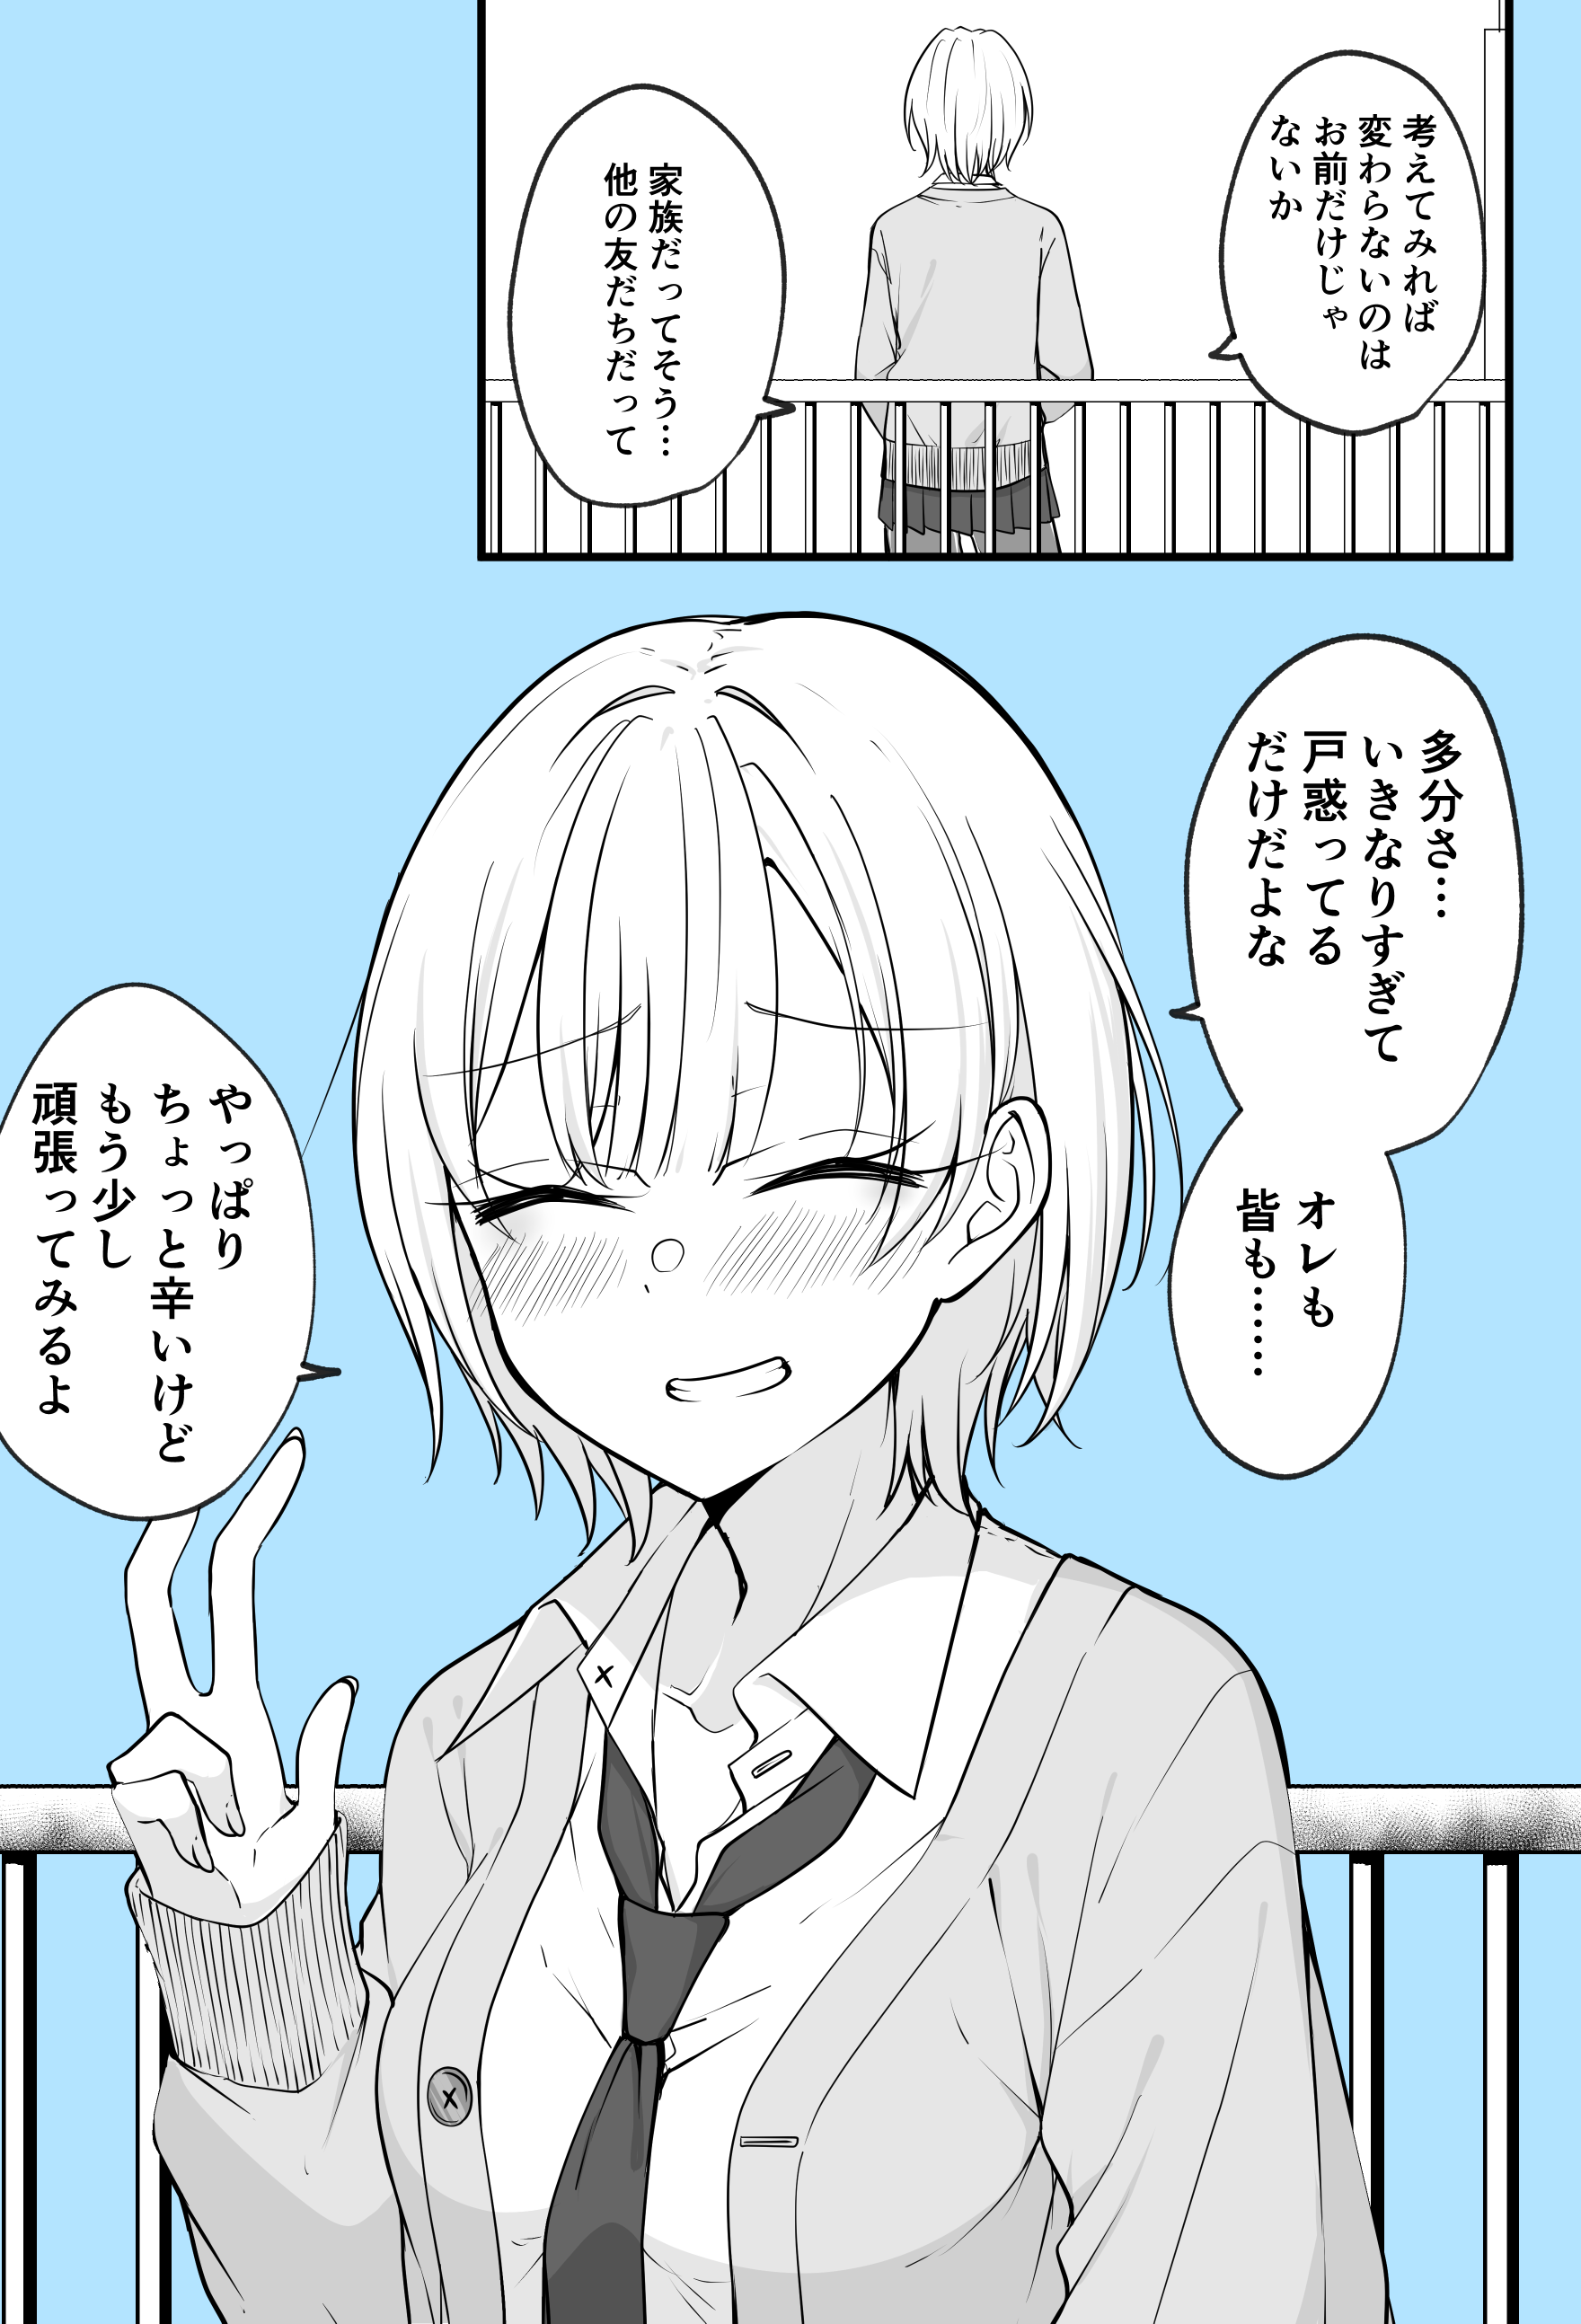 考えてみれば
変わらないのは
お前だけじゃ
ないか
家族だってそう…
他の友だちだって
多分さ…
いきなりすぎて
戸惑ってる
だけだよな
オレも
皆も……
やっぱり
ちょっと辛いけど
もう少し
頑張ってみるよ